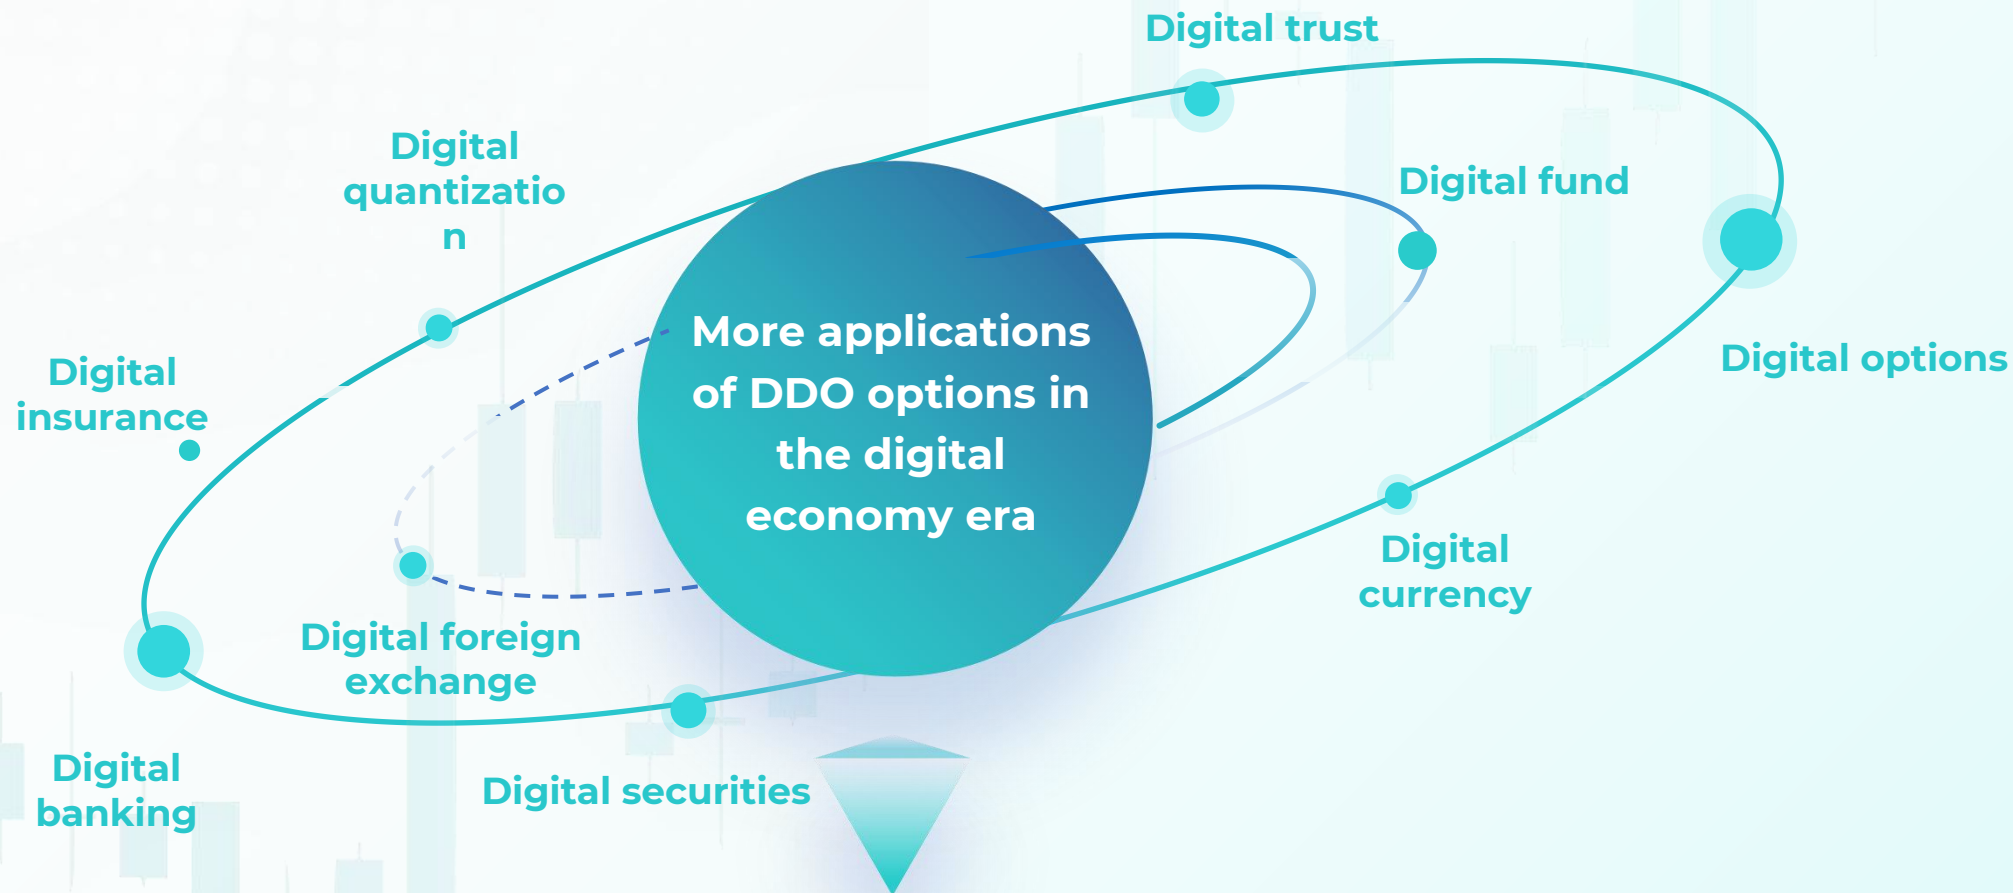 Digital trust
Digital
quantizatio
n
Digital fund
Digital options
Digital
insurance
More applications
of DDO options in
the digital
economy era
Digital
currency
Digital foreign
exchange
Digital
banking
Digital securities